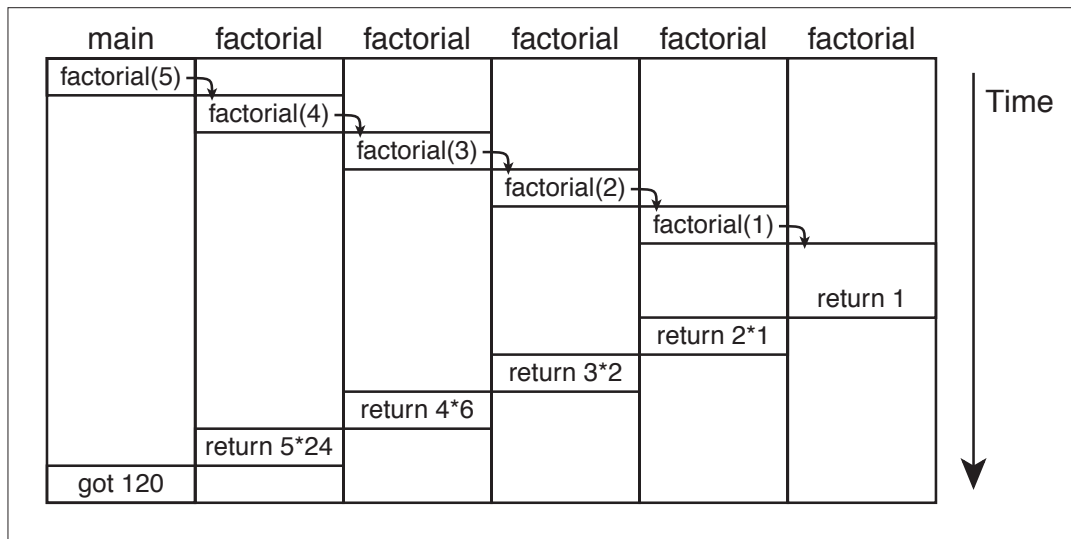 main factorial factorial factorial factorial factorial
factorial(5)
Time
factorial(4)
factorial(3)
factorial(2)
factorial(1)
return 1
return 2*1
return 3*2
return 4*6
return 5*24
got 120